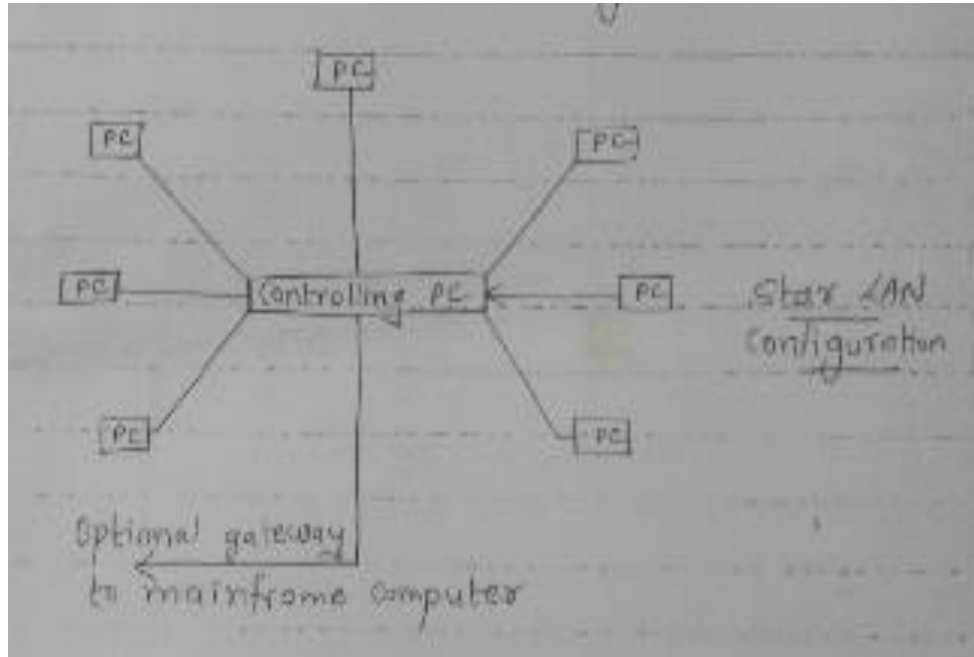 PC
PC
PC
PC
Controlling PC
PC
Star LAN
Configuration
PC
PC
Optional gateway
to mainframe computer